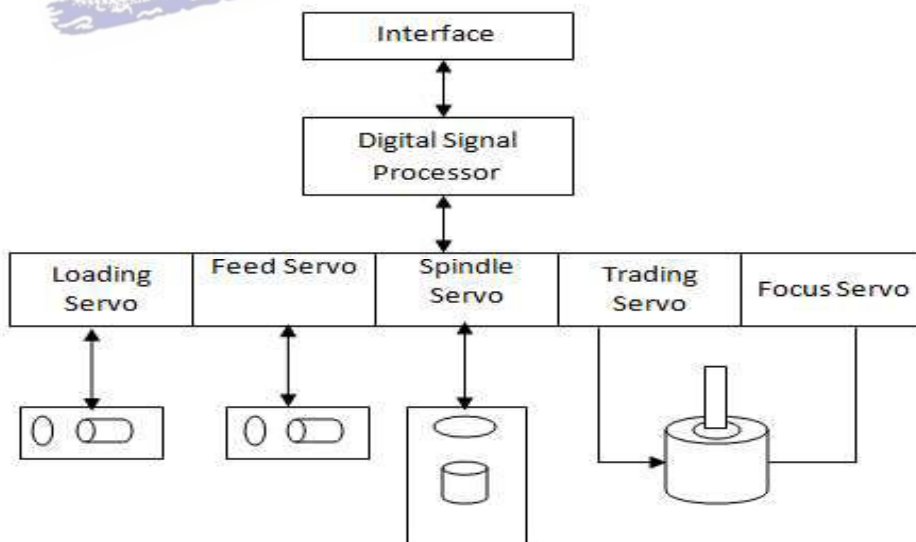 Interface
Digital Signal
Processor
Loading
Servo
Feed Servo
Spindle
Servo
Trading
Servo
Focus Servo